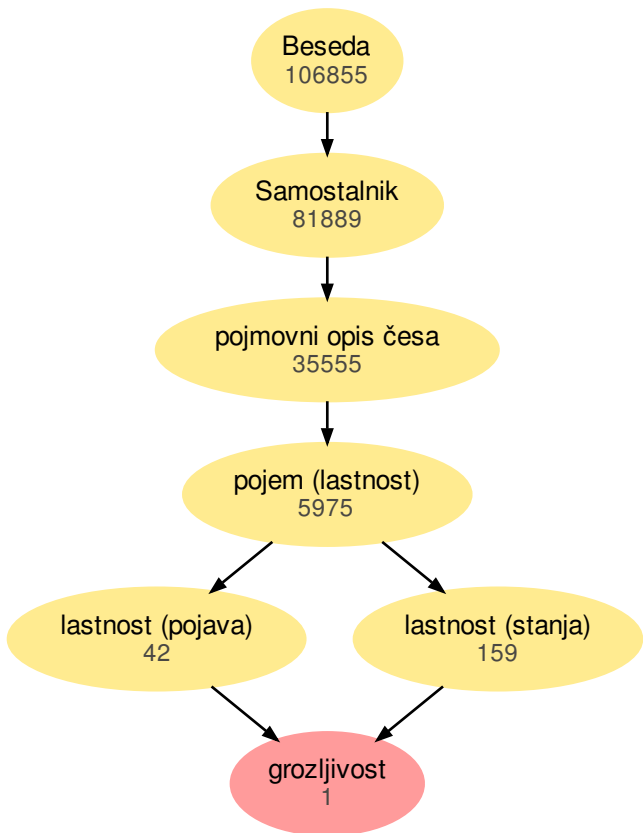 Beseda
106855
Samostalnik
81889
pojmovni opis česa
35555
pojem (lastnost)
5975
lastnost (pojava)
42
lastnost (stanja)
159
grozljivost
1